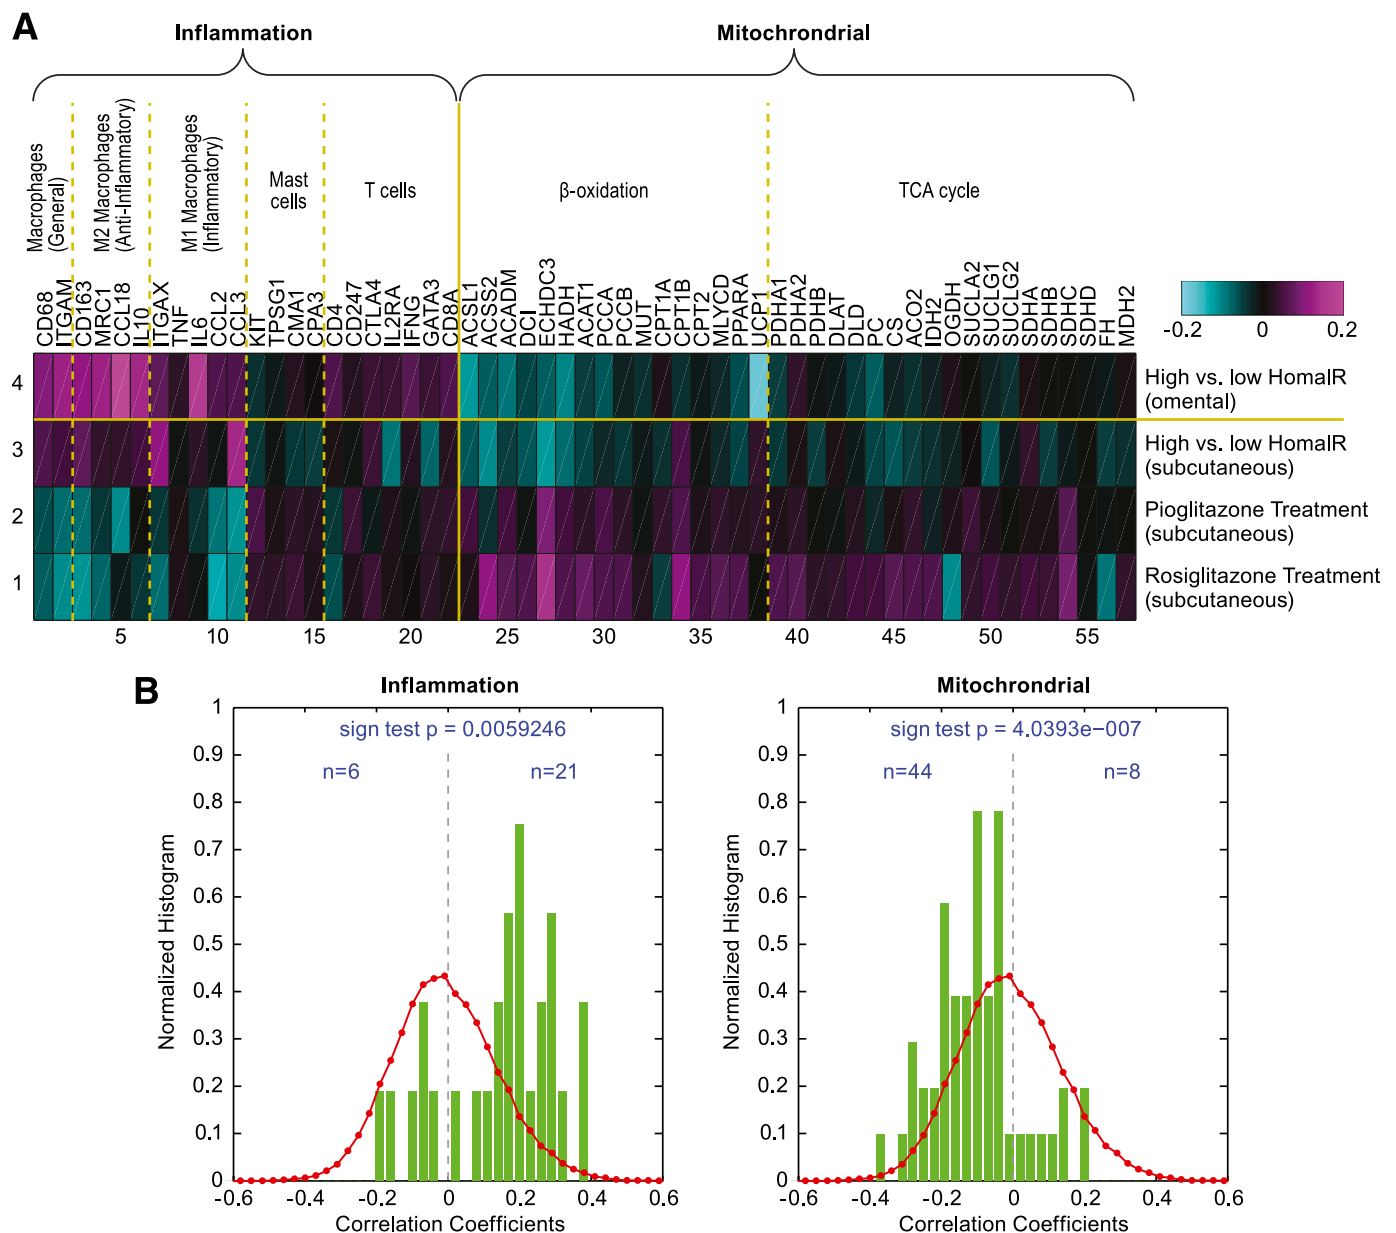 A
Inflammation
Mitochrondrial
Macrophages
(General)
M2 Macrophages
(Anti-Inflammatory)
M1 Macrophages
(Inflammatory)
Mast
cells
T cells
β-oxidation
TCA cycle
CD68
ITGAM
CD163
MRC1
CCL18
IL10
ITGAX
TNF
IL6
CCL2
CCL3
KIT
TPSG1
CMA1
CPA3
CD4
CD247
CTLA4
IL2RA
IFNG
GATA3
CD8A
ACSL1
ACSS2
ACADM
DCI
ECHDC3
HADH
ACAT1
PCCA
PCCB
MUT
CPT1A
CPT1B
CPT2
MLYCD
PPARA
UCP1
PDHA1
PDHA2
PDHB
DLAT
DLD
PC
CS
ACO2
IDH2
OGDH
SUCLA2
SUCLG1
SUCLG2
SDHA
SDHB
SDHC
SDHD
FH
MDH2
-0.2 0 0.2
4
High vs. low HomaIR
(omental)
3
High vs. low HomaIR
(subcutaneous)
2
Pioglitazone Treatment
(subcutaneous)
1
Rosiglitazone Treatment
(subcutaneous)
5 10 15 20 25 30 35 40 45 50 55
B
Inflammation
sign test p = 0.0059246
n=6 n=21
Normalized Histogram
1
0.9
0.8
0.7
0.6
0.5
0.4
0.3
0.2
0.1
0
-0.6 -0.4 -0.2 0 0.2 0.4 0.6
Correlation Coefficients
Mitochrondrial
sign test p = 4.0393e−007
n=44 n=8
Normalized Histogram
1
0.9
0.8
0.7
0.6
0.5
0.4
0.3
0.2
0.1
0
-0.6 -0.4 -0.2 0 0.2 0.4 0.6
Correlation Coefficients